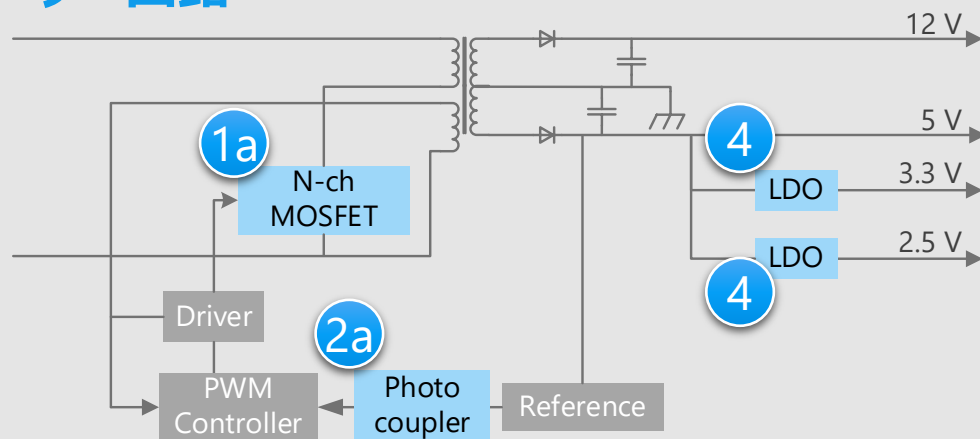 12 V
1a
4
5 V
N-ch
MOSFET
LDO
3.3 V
LDO
2.5 V
4
Driver
2a
PWM
Controller
Photo
coupler
Reference